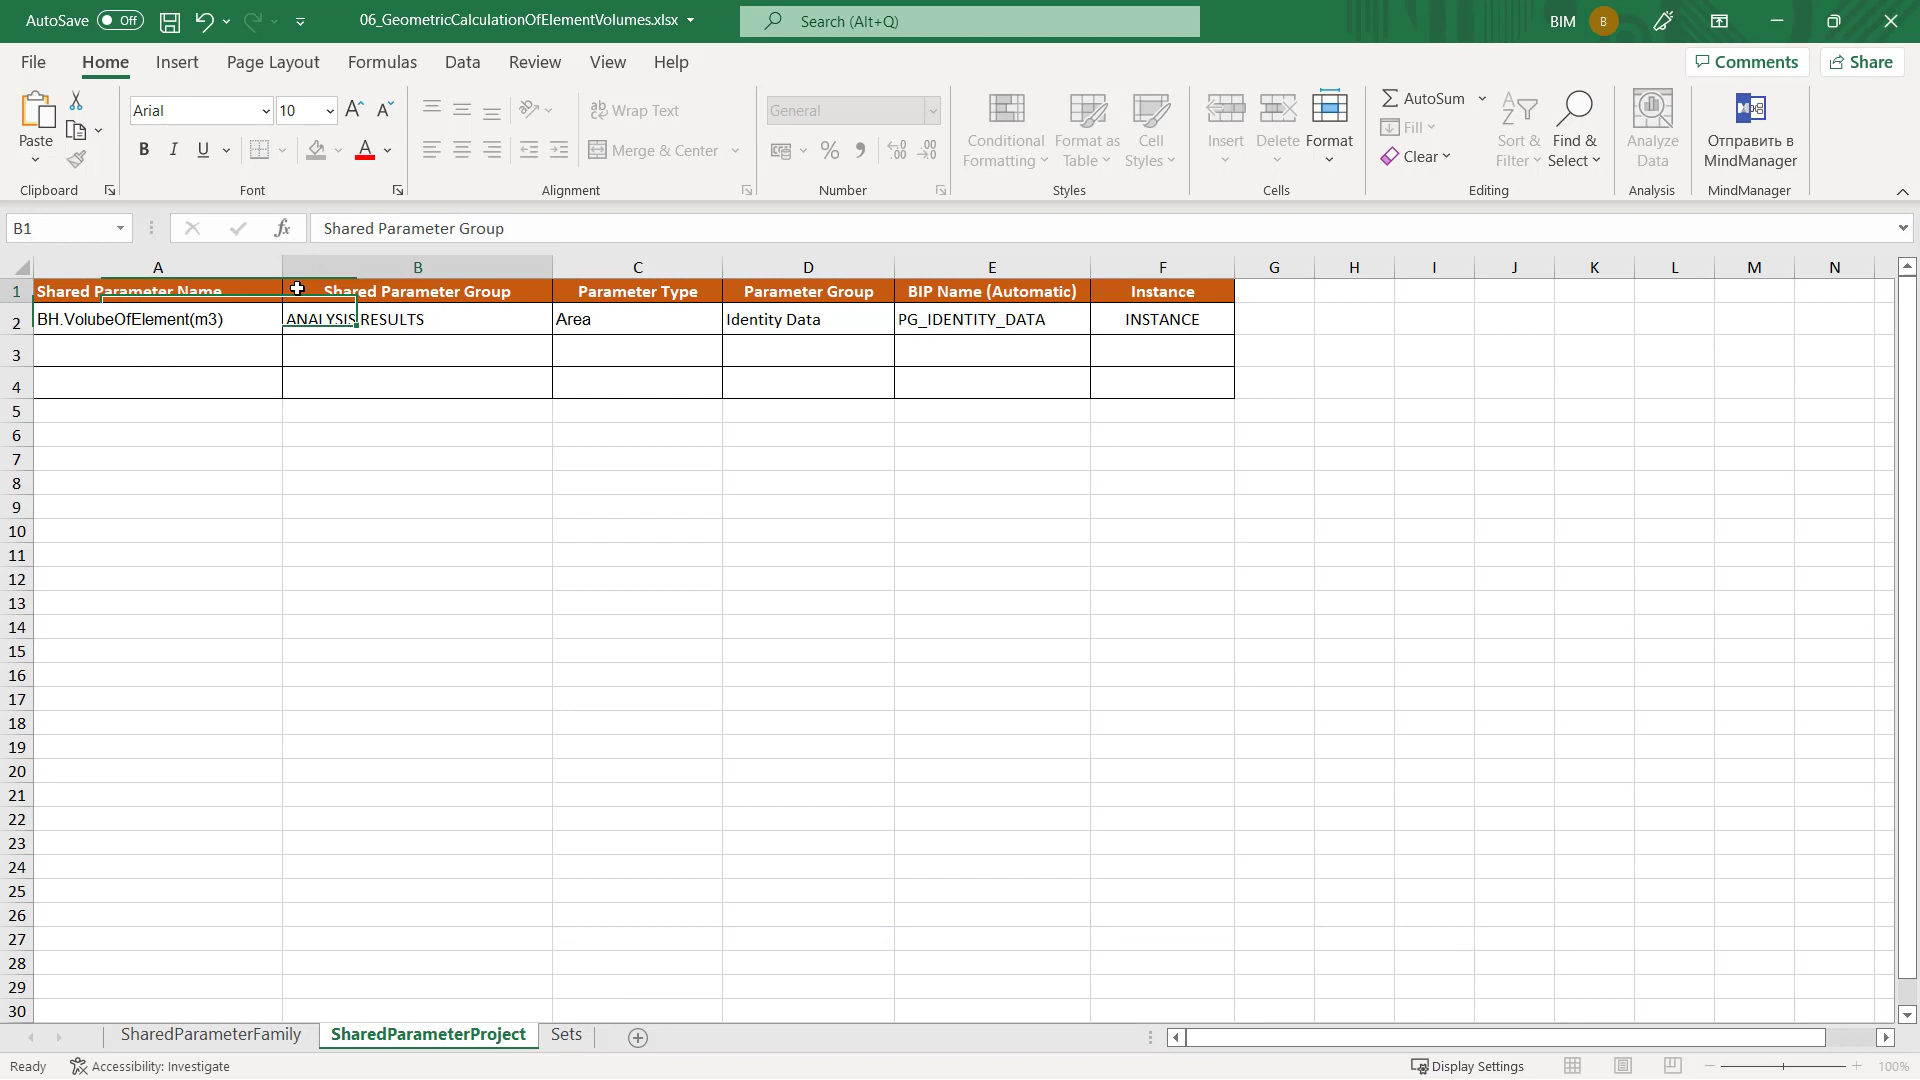 AutoSave Off 06_GeometricCalculationOfElementVolumes.xlsx Search (Alt+Q) BIM B
File Home Insert Page Layout Formulas Data Review View Help Comments Share
Arial 10 Wrap Text General AutoSum
Paste Conditional Formatting Format as Table Cell Styles Insert Delete Format Fill Sort & Filter Find & Select Analyze Data Отправить в MindManager
B I U Merge & Center Clear
Clipboard Font Alignment Number Styles Cells Editing Analysis MindManager
B1 fx Shared Parameter Group
A B C D E F G H I J K L M N
1 Shared Parameter Name Shared Parameter Group Parameter Type Parameter Group BIP Name (Automatic) Instance
2 BH.VolubeOfElement(m3) ANALYSIS RESULTS Area Identity Data PG_IDENTITY_DATA INSTANCE
3
4
5
6
7
8
9
10
11
12
13
14
15
16
17
18
19
20
21
22
23
24
25
26
27
28
29
30
SharedParameterFamily SharedParameterProject Sets
Ready Accessibility: Investigate Display Settings 100%